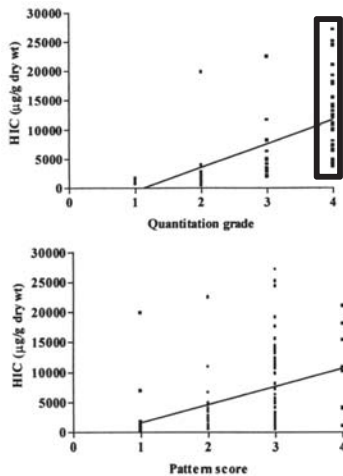 HIC (µg/g dry wt)
30000
25000
20000
15000
10000
5000
0
0 1 2 3 4
Quantitation grade
HIC (µg/g dry wt)
30000
25000
20000
15000
10000
5000
0
0 1 2 3 4
Pattern score